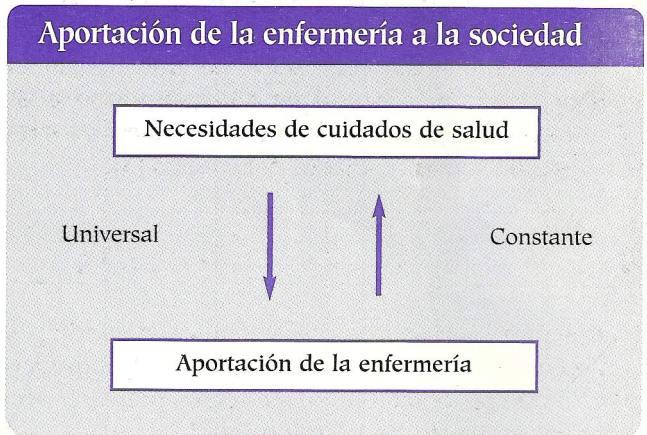 Aportación de la enfermería a la sociedad
Necesidades de cuidados de salud
Universal
Constante
Aportación de la enfermería